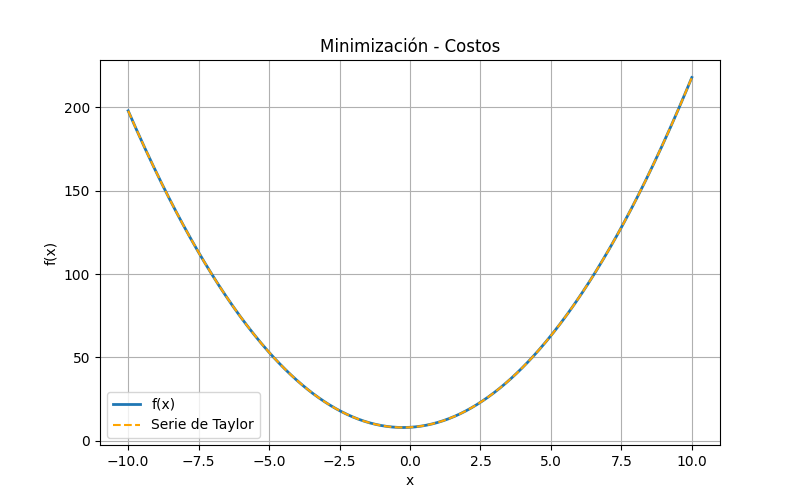 Minimización - Costos
f(x)
200
150
100
50
0
f(x)
Serie de Taylor
−10.0 −7.5 −5.0 −2.5 0.0 2.5 5.0 7.5 10.0
x